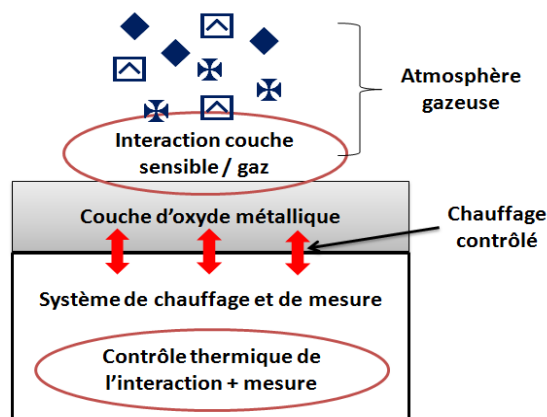 Atmosphère
gazeuse
Interaction couche
sensible / gaz
Couche d'oxyde métallique
Chauffage
contrôlé
Système de chauffage et de mesure
Contrôle thermique de
l'interaction + mesure